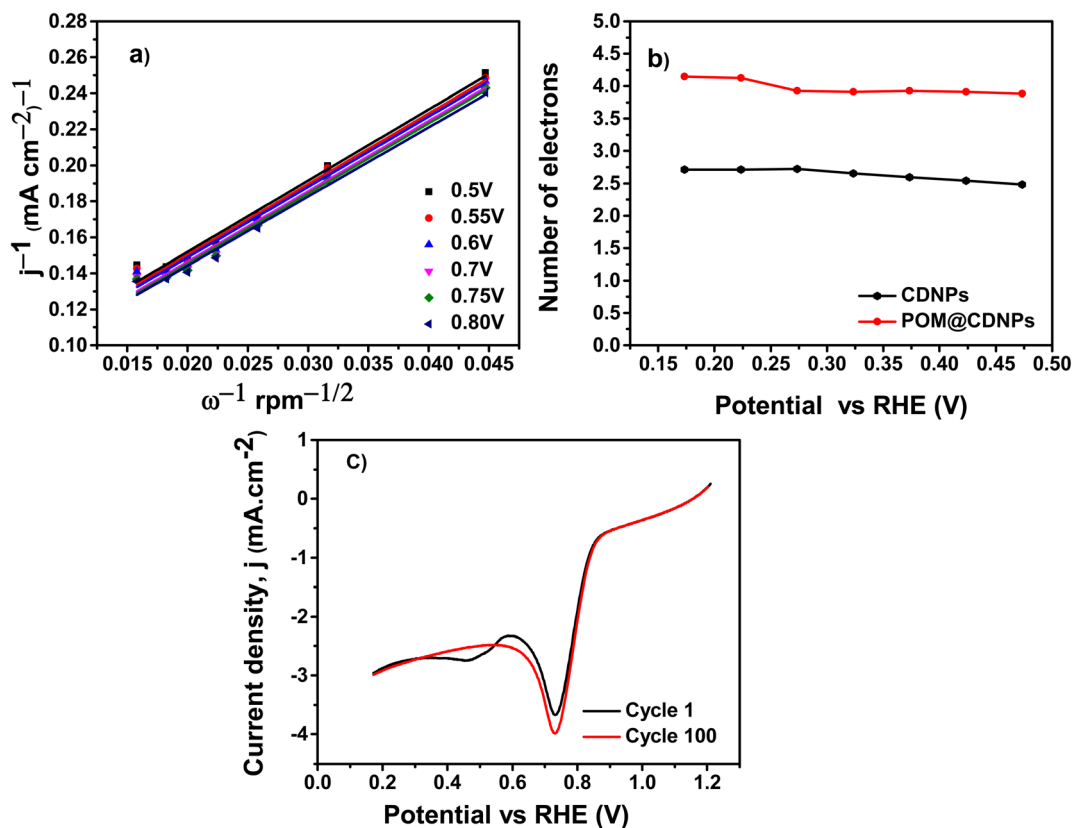 a)
j−1 (mA cm−2)−1
0.28
0.26
0.24
0.22
0.20
0.18
0.16
0.14
0.12
0.10
0.5V
0.55V
0.6V
0.7V
0.75V
0.80V
0.015 0.020 0.025 0.030 0.035 0.040 0.045
ω−1 rpm−1/2
b)
Number of electrons
5.0
4.5
4.0
3.5
3.0
2.5
2.0
1.5
1.0
0.5
0.0
CDNPs
POM@CDNPs
0.15 0.20 0.25 0.30 0.35 0.40 0.45 0.50
Potential vs RHE (V)
C)
Current density, j (mA.cm-2)
0
-1
-2
-3
-4
Cycle 1
Cycle 100
0.0 0.2 0.4 0.6 0.8 1.0 1.2
Potential vs RHE (V)